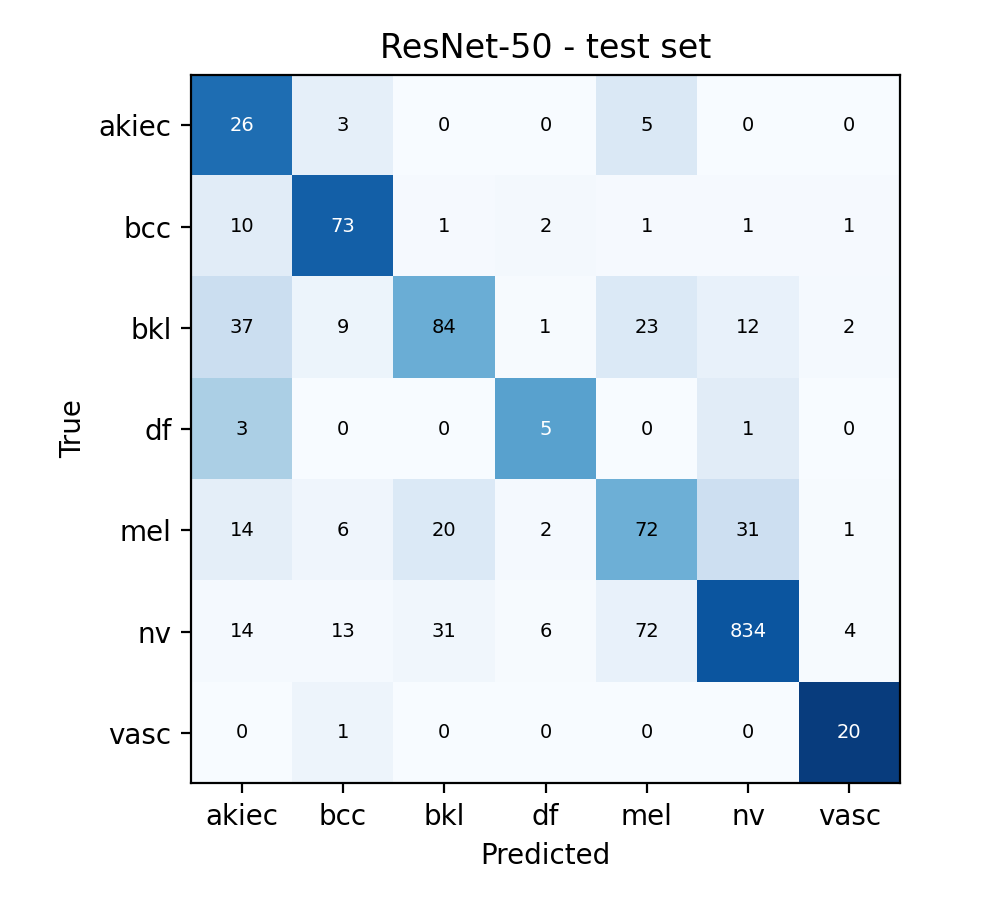 ResNet-50 - test set
akiec 26 3 0 0 5 0 0
bcc 10 73 1 2 1 1 1
bkl 37 9 84 1 23 12 2
df 3 0 0 5 0 1 0
mel 14 6 20 2 72 31 1
nv 14 13 31 6 72 834 4
vasc 0 1 0 0 0 0 20
True
akiec bcc bkl df mel nv vasc
Predicted